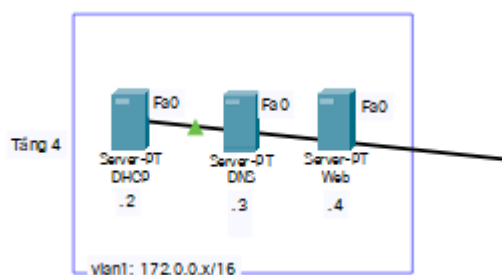 Fa0
Fa0
Fa0
Tầng 4
Server-PT
DHCP
Server-PT
DNS
Server-PT
Web
.2
.3
.4
vlan1: 172.0.0.x/16